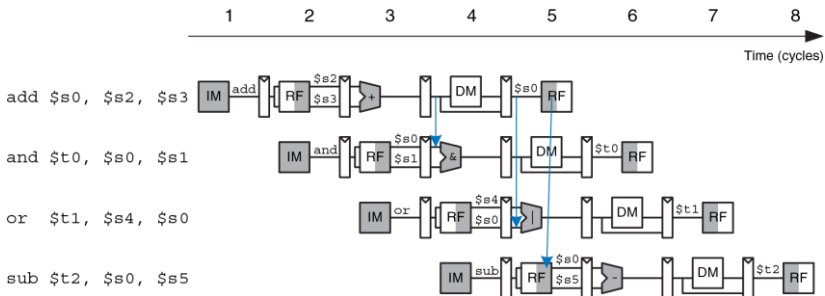 1 2 3 4 5 6 7 8
Time (cycles)
add $s0, $s2, $s3 IM add RF $s2 $s3 + DM $s0 RF
and $t0, $s0, $s1 IM and RF $s0 $s1 & DM $t0 RF
or $t1, $s4, $s0 IM or RF $s4 $s0 | DM $t1 RF
sub $t2, $s0, $s5 IM sub RF $s0 $s5 - DM $t2 RF